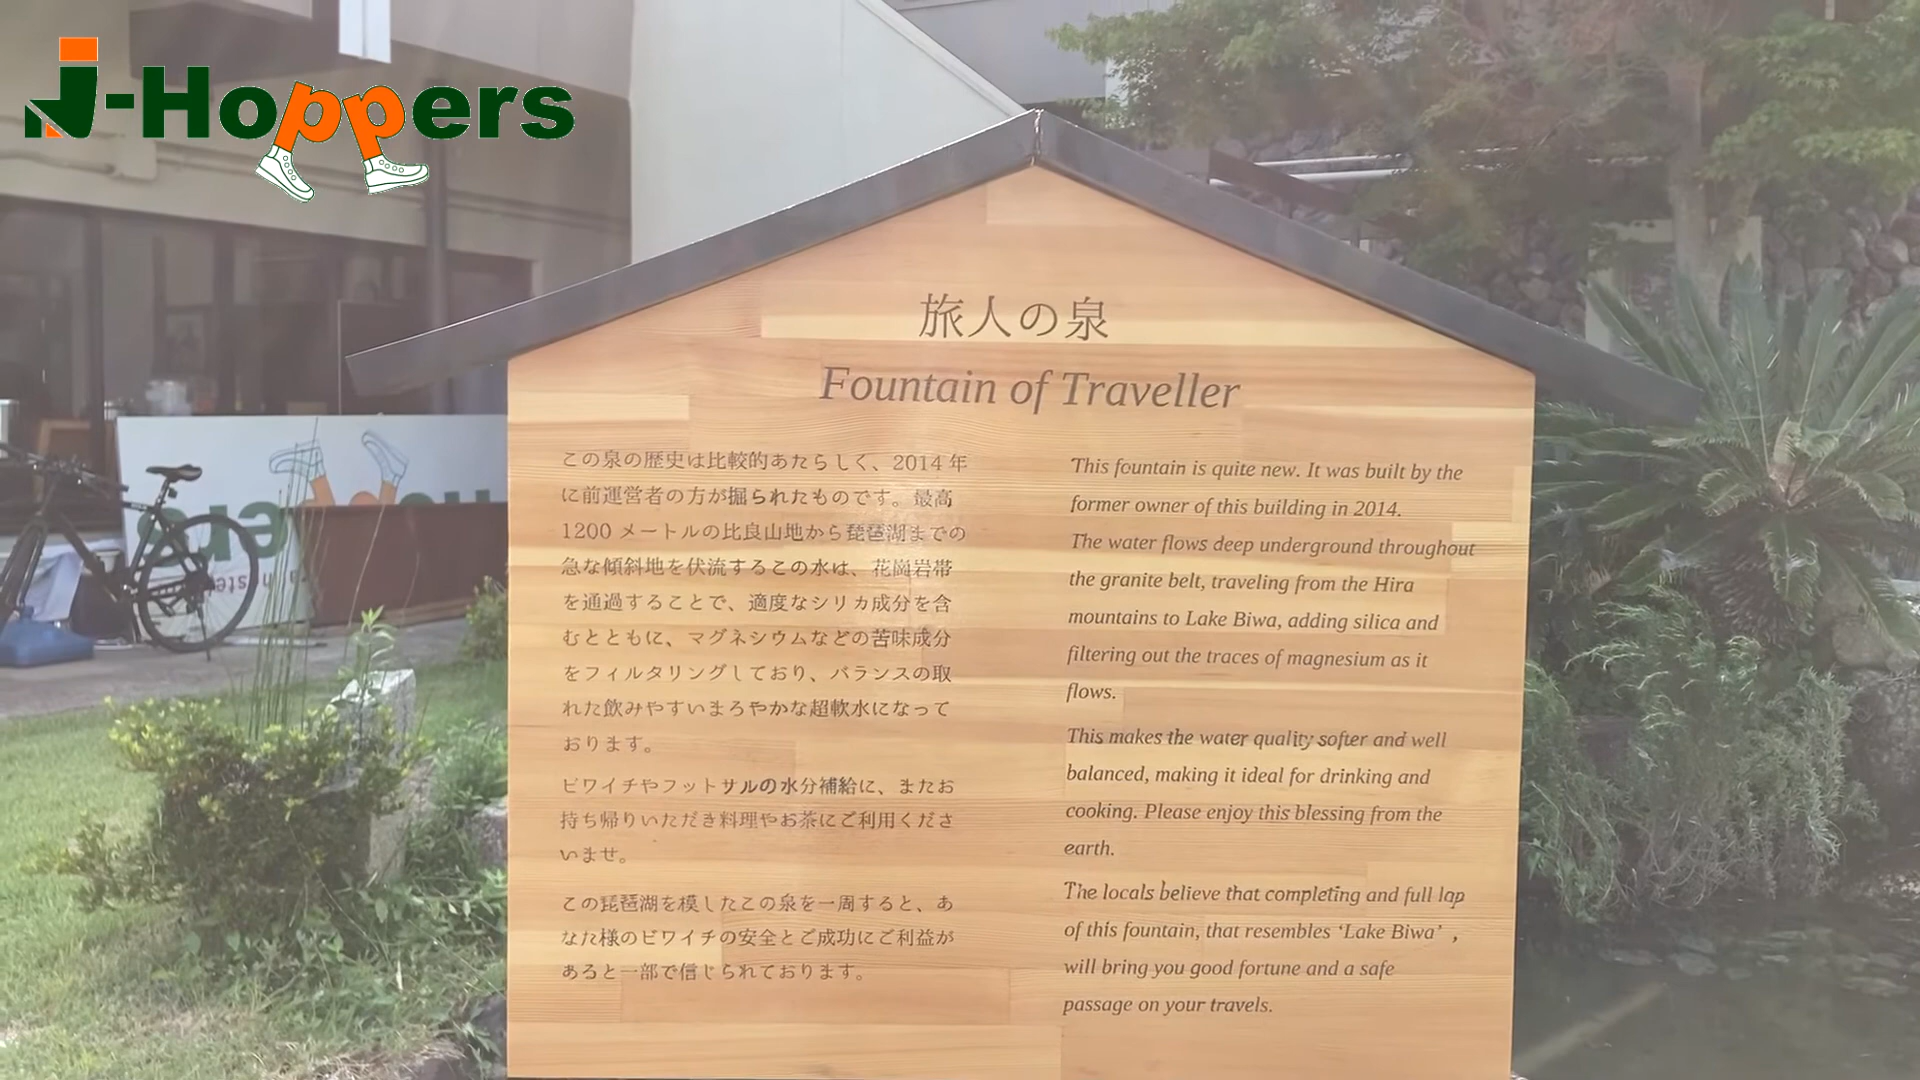 J-Hoppers
旅人の泉
Fountain of Traveller
この泉の歴史は比較的あたらしく、2014年
に前運営者の方が掘られたものです。最高
1200メートルの比良山地から琵琶湖までの
急な傾斜地を伏流するこの水は、花崗岩帯
を通過することで、適度なシリカ成分を含
むとともに、マグネシウムなどの苦味成分
をフィルタリングしており、バランスの取
れた飲みやすいまろやかな超軟水になって
おります。
ビワイチやフットサルの水分補給に、またお
持ち帰りいただき料理やお茶にご利用くださ
いませ。
この琵琶湖を模したこの泉を一周すると、あ
なた様のビワイチの安全とご成功にご利益が
あると一部で信じられております。
This fountain is quite new. It was built by the
former owner of this building in 2014.
The water flows deep underground throughout
the granite belt, traveling from the Hira
mountains to Lake Biwa, adding silica and
filtering out the traces of magnesium as it
flows.
This makes the water quality softer and well
balanced, making it ideal for drinking and
cooking. Please enjoy this blessing from the
earth.
The locals believe that completing and full lap
of this fountain, that resembles ‘Lake Biwa’ ,
will bring you good fortune and a safe
passage on your travels.